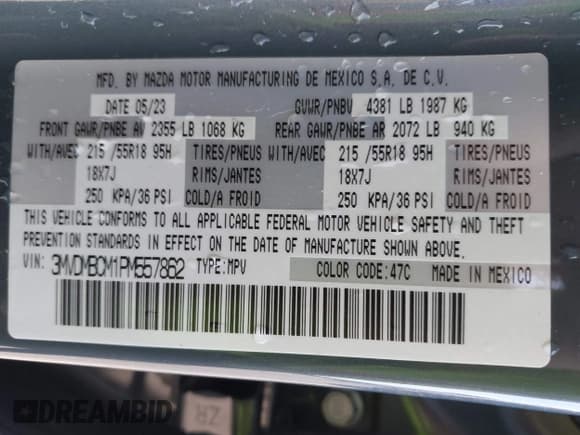 MFD. BY MAZDA MOTOR MANUFACTURING DE MEXICO S.A. DE C.V.
DATE 05/23 GVWR/PNBV 4381 LB 1987 KG
FRONT GAWR/PNBE AV 2355 LB 1068 KG REAR GAWR/PNBE AR 2072 LB 940 KG
WITH/AVEC 215 /55R18 95H TIRES/PNEUS WITH/AVEC 215 /55R18 95H TIRES/PNEUS
18X7J RIMS/JANTES 18X7J RIMS/JANTES
250 KPA/36 PSI COLD/A FROID 250 KPA/36 PSI COLD/A FROID
THIS VEHICLE CONFORMS TO ALL APPLICABLE FEDERAL MOTOR VEHICLE SAFETY AND THEFT
PREVENTION STANDARDS IN EFFECT ON THE DATE OF MANUFACTURE SHOWN ABOVE.
VIN: 3MVDMBCM1PM557862 TYPE:MPV COLOR CODE:47C MADE IN MEXICO
DREAMBID
ZR